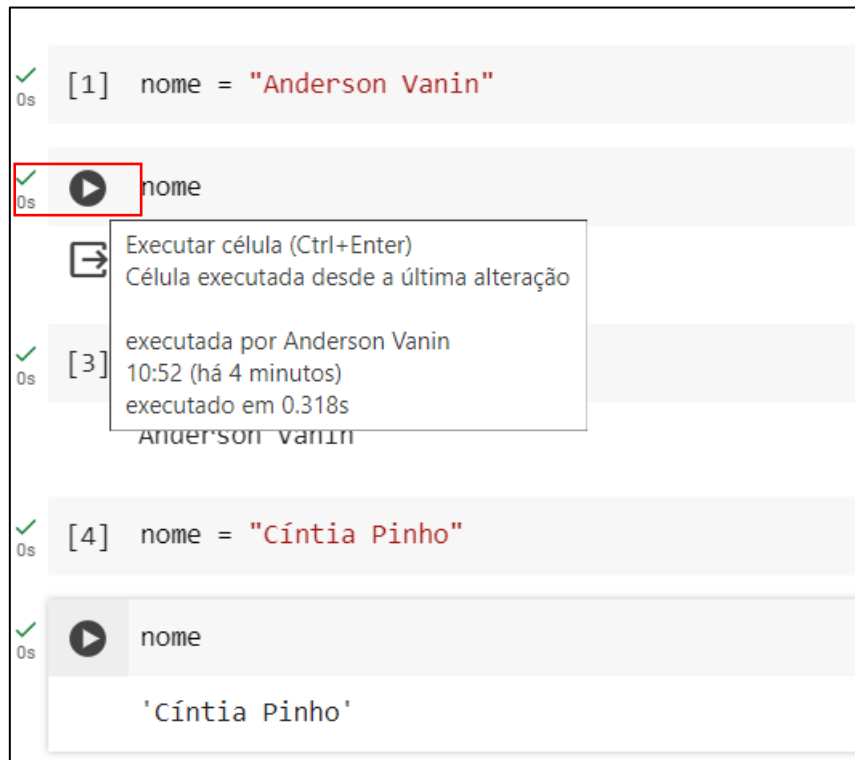 0s [1] nome = "Anderson Vanin"
0s nome
Executar célula (Ctrl+Enter)
Célula executada desde a última alteração
executada por Anderson Vanin
10:52 (há 4 minutos)
executado em 0.318s
0s [3]
Anderson Vanin
0s [4] nome = "Cíntia Pinho"
0s nome
'Cíntia Pinho'